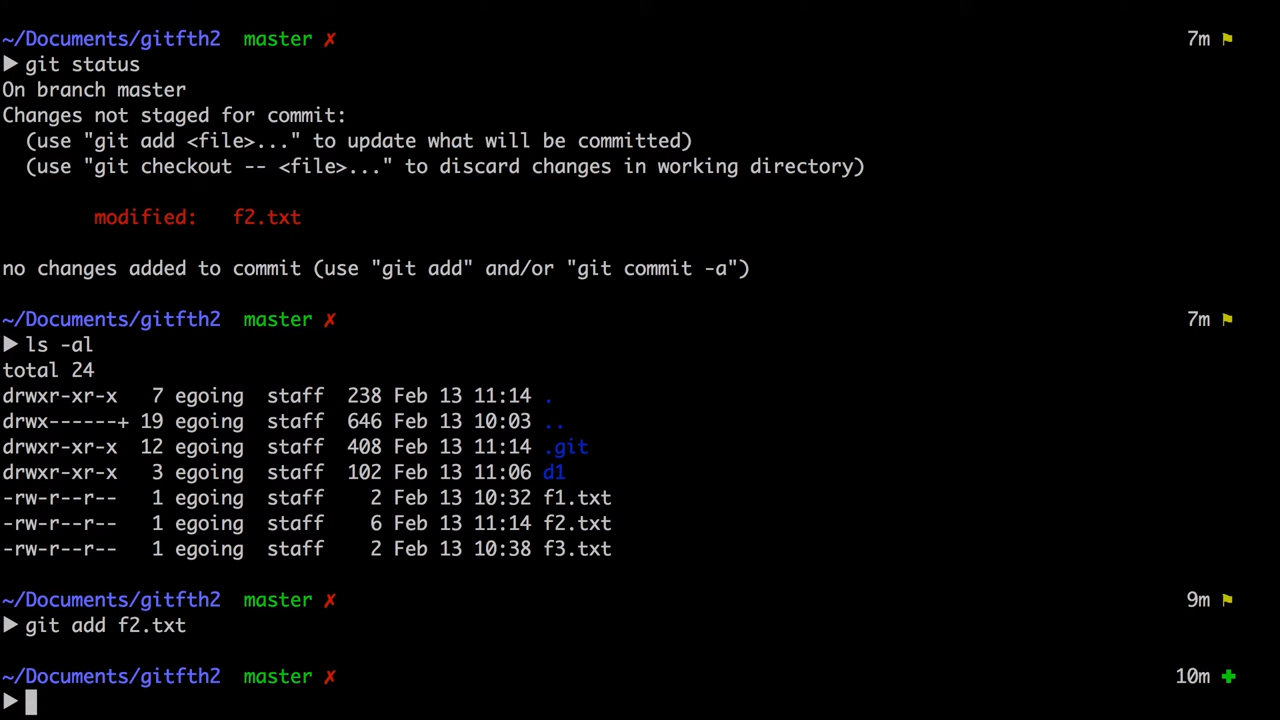 ~/Documents/gitfth2 master ✗ 7m ⚑
▶ git status
On branch master
Changes not staged for commit:
  (use "git add <file>..." to update what will be committed)
  (use "git checkout -- <file>..." to discard changes in working directory)
        modified:   f2.txt
no changes added to commit (use "git add" and/or "git commit -a")
~/Documents/gitfth2 master ✗ 7m ⚑
▶ ls -al
total 24
drwxr-xr-x   7 egoing  staff  238 Feb 13 11:14 .
drwx------+ 19 egoing  staff  646 Feb 13 10:03 ..
drwxr-xr-x  12 egoing  staff  408 Feb 13 11:14 .git
drwxr-xr-x   3 egoing  staff  102 Feb 13 11:06 d1
-rw-r--r--   1 egoing  staff    2 Feb 13 10:32 f1.txt
-rw-r--r--   1 egoing  staff    6 Feb 13 11:14 f2.txt
-rw-r--r--   1 egoing  staff    2 Feb 13 10:38 f3.txt
~/Documents/gitfth2 master ✗ 9m ⚑
▶ git add f2.txt
~/Documents/gitfth2 master ✗ 10m ✚
▶